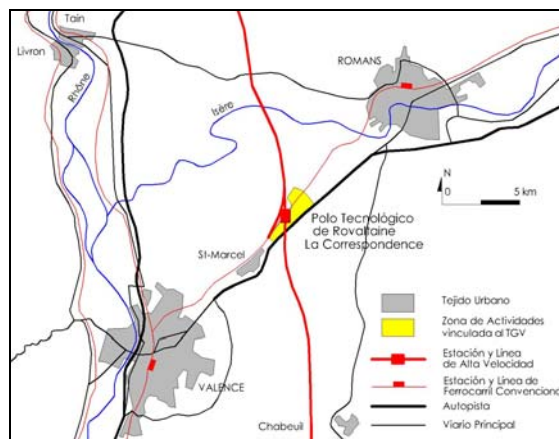 Tain
Livron
Rhône
Isère
ROMANS
N
0 5 km
Polo Tecnológico
de Rovaltaine
La Correspondence
St-Marcel
VALENCE
Chabeuil
Tejido Urbano
Zona de Actividades
vinculada al TGV
Estación y Línea
de Alta Velocidad
Estación y Línea de
Ferrocarril Convencional
Autopista
Viario Principal